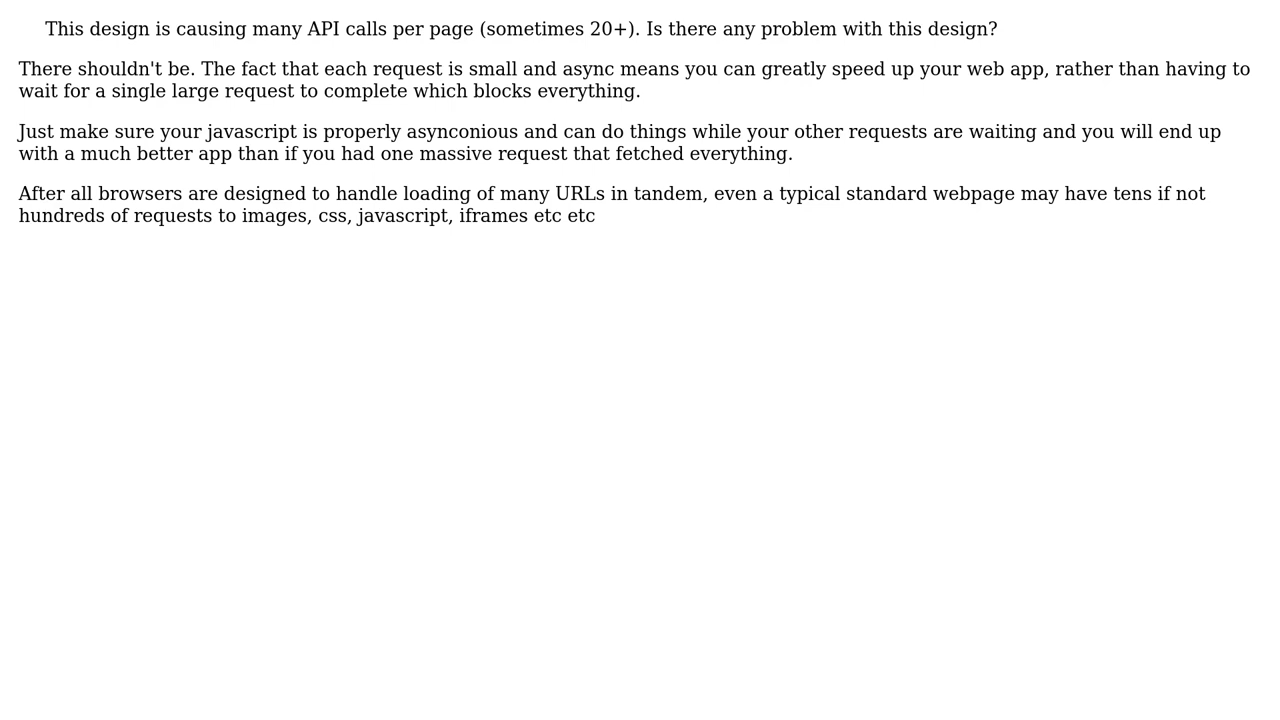 This design is causing many API calls per page (sometimes 20+). Is there any problem with this design?
There shouldn't be. The fact that each request is small and async means you can greatly speed up your web app, rather than having to
wait for a single large request to complete which blocks everything.
Just make sure your javascript is properly asynconious and can do things while your other requests are waiting and you will end up
with a much better app than if you had one massive request that fetched everything.
After all browsers are designed to handle loading of many URLs in tandem, even a typical standard webpage may have tens if not
hundreds of requests to images, css, javascript, iframes etc etc